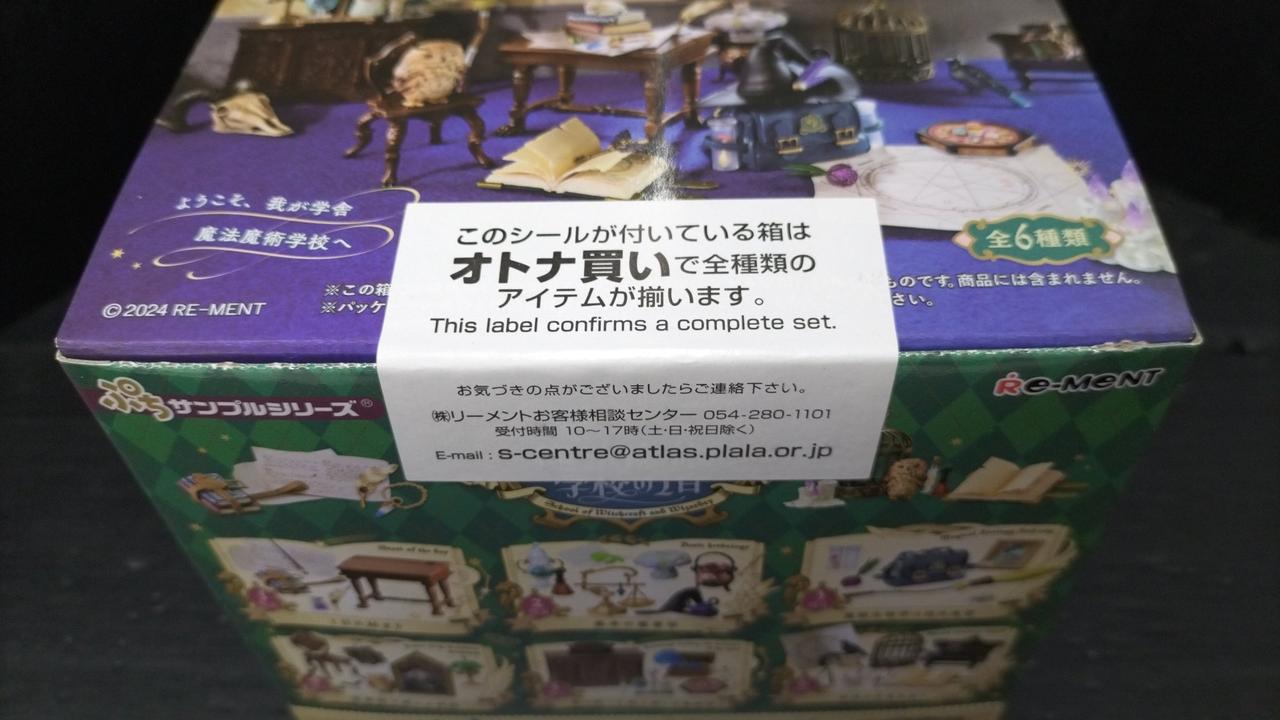 ようこそ、我が学舎
魔法魔術学校へ
全6種類
※この箱
ものです。商品には含まれません。
※パッケ
さい。
© 2024 RE-MENT
このシールが付いている箱は
オトナ買いで全種類の
アイテムが揃います。
This label confirms a complete set.
お気づきの点がございましたらご連絡下さい。
㈱リーメントお客様相談センター 054-280-1101
受付時間 10〜17時(土・日・祝日除く)
E-mail : s-centre@atlas.plala.or.jp
ぷちサンプルシリーズ®
RE-MENT
学校の1日
School of Witchcraft and Wizardry